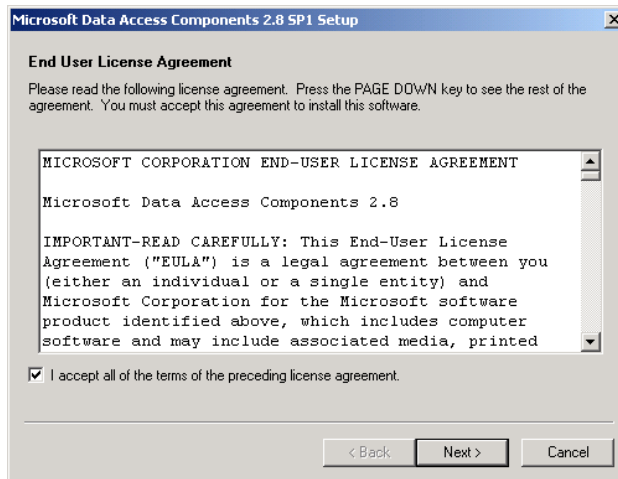 Microsoft Data Access Components 2.8 SP1 Setup
End User License Agreement
Please read the following license agreement. Press the PAGE DOWN key to see the rest of the
agreement. You must accept this agreement to install this software.
MICROSOFT CORPORATION END-USER LICENSE AGREEMENT
Microsoft Data Access Components 2.8
IMPORTANT-READ CAREFULLY: This End-User License
Agreement ("EULA") is a legal agreement between you
(either an individual or a single entity) and
Microsoft Corporation for the Microsoft software
product identified above, which includes computer
software and may include associated media, printed
I accept all of the terms of the preceding license agreement.
< Back Next > Cancel